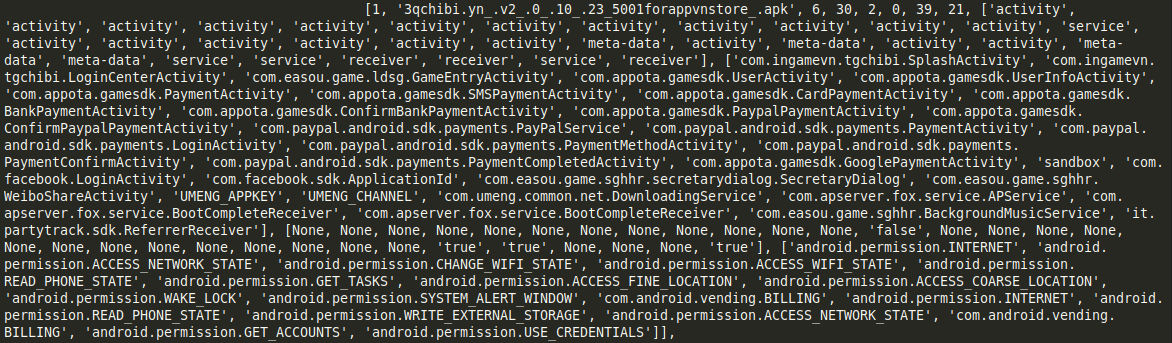 [1, '3qchibi.yn_.v2_.0_.10_.23_5001forappvnstore_.apk', 6, 30, 2, 0, 39, 21, ['activity',
'activity', 'activity', 'activity', 'activity', 'activity', 'activity', 'activity', 'activity', 'activity', 'activity', 'service',
'activity', 'activity', 'activity', 'activity', 'activity', 'activity', 'meta-data', 'activity', 'meta-data', 'activity', 'activity', 'meta-
data', 'meta-data', 'service', 'service', 'receiver', 'receiver', 'service', 'receiver'], ['com.ingamevn.tgchibi.SplashActivity', 'com.ingamevn.
tgchibi.LoginCenterActivity', 'com.easou.game.ldsg.GameEntryActivity', 'com.appota.gamesdk.UserActivity', 'com.appota.gamesdk.UserInfoActivity',
'com.appota.gamesdk.PaymentActivity', 'com.appota.gamesdk.SMSPaymentActivity', 'com.appota.gamesdk.CardPaymentActivity', 'com.appota.gamesdk.
BankPaymentActivity', 'com.appota.gamesdk.ConfirmBankPaymentActivity', 'com.appota.gamesdk.PaypalPaymentActivity', 'com.appota.gamesdk.
ConfirmPaypalPaymentActivity', 'com.paypal.android.sdk.payments.PayPalService', 'com.paypal.android.sdk.payments.PaymentActivity', 'com.paypal.
android.sdk.payments.LoginActivity', 'com.paypal.android.sdk.payments.PaymentMethodActivity', 'com.paypal.android.sdk.payments.
PaymentConfirmActivity', 'com.paypal.android.sdk.payments.PaymentCompletedActivity', 'com.appota.gamesdk.GooglePaymentActivity', 'sandbox', 'com.
facebook.LoginActivity', 'com.facebook.sdk.ApplicationId', 'com.easou.game.sghhr.secretarydialog.SecretaryDialog', 'com.easou.game.sghhr.
WeiboShareActivity', 'UMENG_APPKEY', 'UMENG_CHANNEL', 'com.umeng.common.net.DownloadingService', 'com.apserver.fox.service.APService', 'com.
apserver.fox.service.BootCompleteReceiver', 'com.apserver.fox.service.BootCompleteReceiver', 'com.easou.game.sghhr.BackgroundMusicService', 'it.
partytrack.sdk.ReferrerReceiver'], [None, None, None, None, None, None, None, None, None, None, None, 'false', None, None, None, None,
None, None, None, None, None, None, None, None, 'true', 'true', None, None, None, 'true'], ['android.permission.INTERNET', 'android.
permission.ACCESS_NETWORK_STATE', 'android.permission.CHANGE_WIFI_STATE', 'android.permission.ACCESS_WIFI_STATE', 'android.permission.
READ_PHONE_STATE', 'android.permission.GET_TASKS', 'android.permission.ACCESS_FINE_LOCATION', 'android.permission.ACCESS_COARSE_LOCATION',
'android.permission.WAKE_LOCK', 'android.permission.SYSTEM_ALERT_WINDOW', 'com.android.vending.BILLING', 'android.permission.INTERNET', 'android.
permission.READ_PHONE_STATE', 'android.permission.WRITE_EXTERNAL_STORAGE', 'android.permission.ACCESS_NETWORK_STATE', 'com.android.vending.
BILLING', 'android.permission.GET_ACCOUNTS', 'android.permission.USE_CREDENTIALS']],